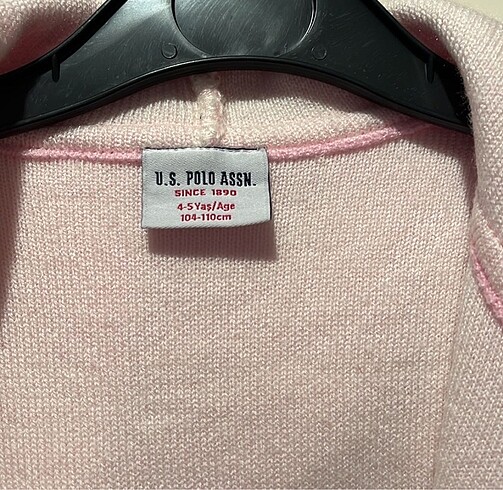 U.S. POLO ASSN.
SINCE 1890
4-5 Yaş/Age
104-110cm